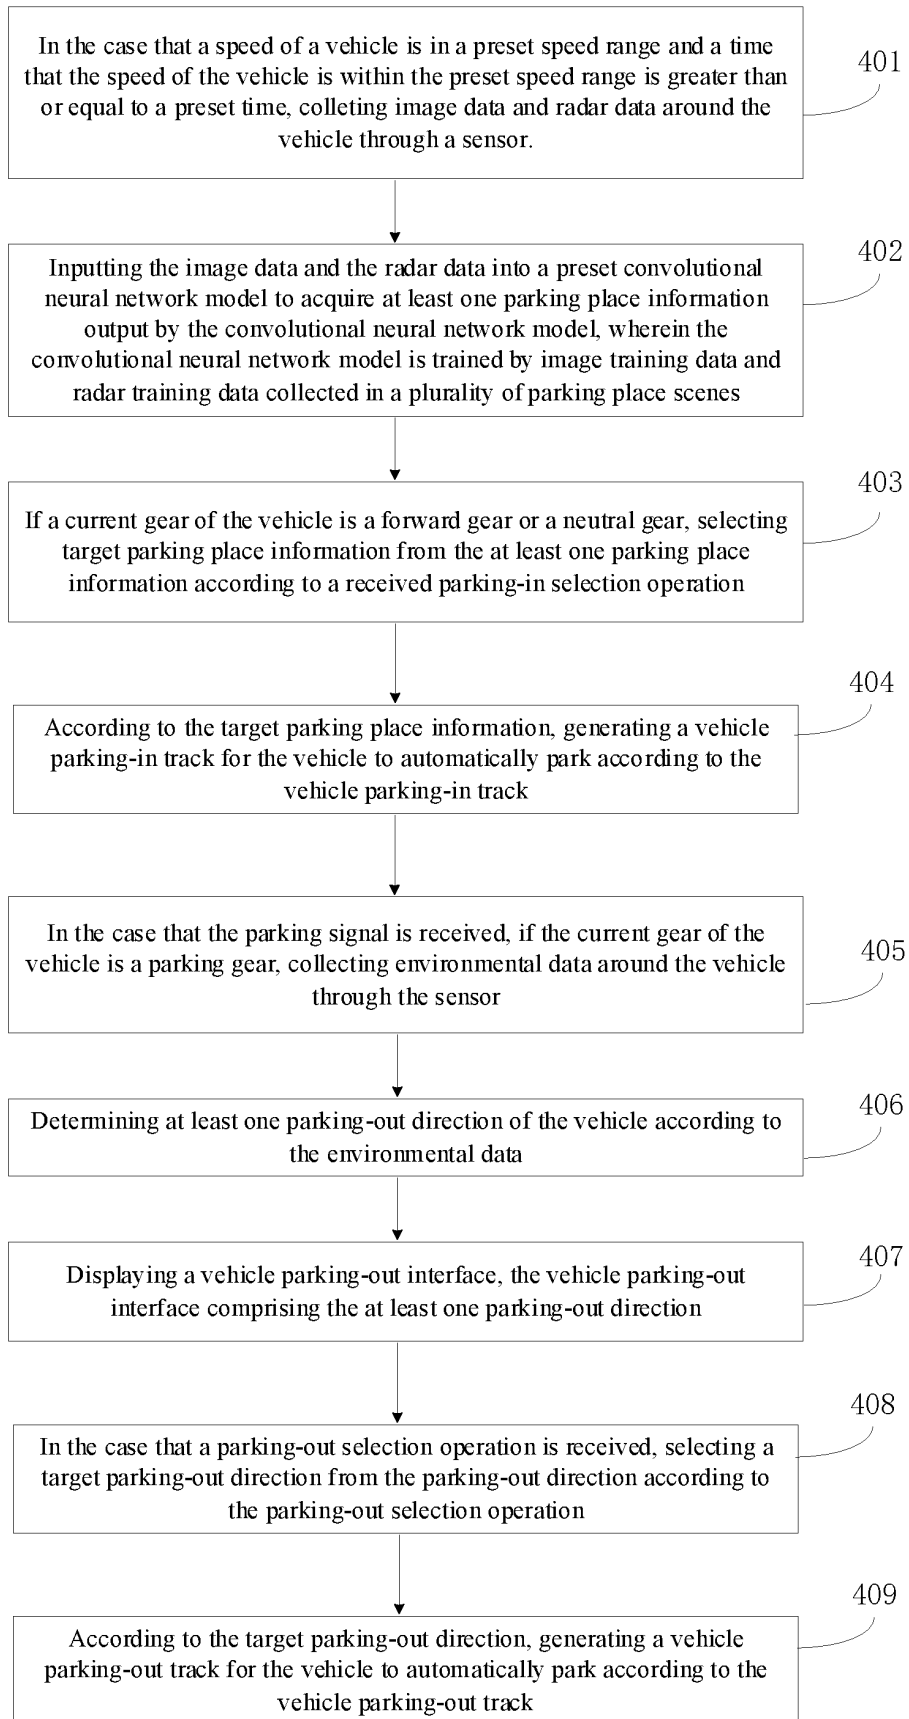 In the case that a speed of a vehicle is in a preset speed range and a time
that the speed of the vehicle is within the preset speed range is greater than
or equal to a preset time, colleting image data and radar data around the
vehicle through a sensor.
401
Inputting the image data and the radar data into a preset convolutional
neural network model to acquire at least one parking place information
output by the convolutional neural network model, wherein the
convolutional neural network model is trained by image training data and
radar training data collected in a plurality of parking place scenes
402
If a current gear of the vehicle is a forward gear or a neutral gear, selecting
target parking place information from the at least one parking place
information according to a received parking-in selection operation
403
According to the target parking place information, generating a vehicle
parking-in track for the vehicle to automatically park according to the
vehicle parking-in track
404
In the case that the parking signal is received, if the current gear of the
vehicle is a parking gear, collecting environmental data around the vehicle
through the sensor
405
Determining at least one parking-out direction of the vehicle according to
the environmental data
406
Displaying a vehicle parking-out interface, the vehicle parking-out
interface comprising the at least one parking-out direction
407
In the case that a parking-out selection operation is received, selecting a
target parking-out direction from the parking-out direction according to
the parking-out selection operation
408
According to the target parking-out direction, generating a vehicle
parking-out track for the vehicle to automatically park according to the
vehicle parking-out track
409